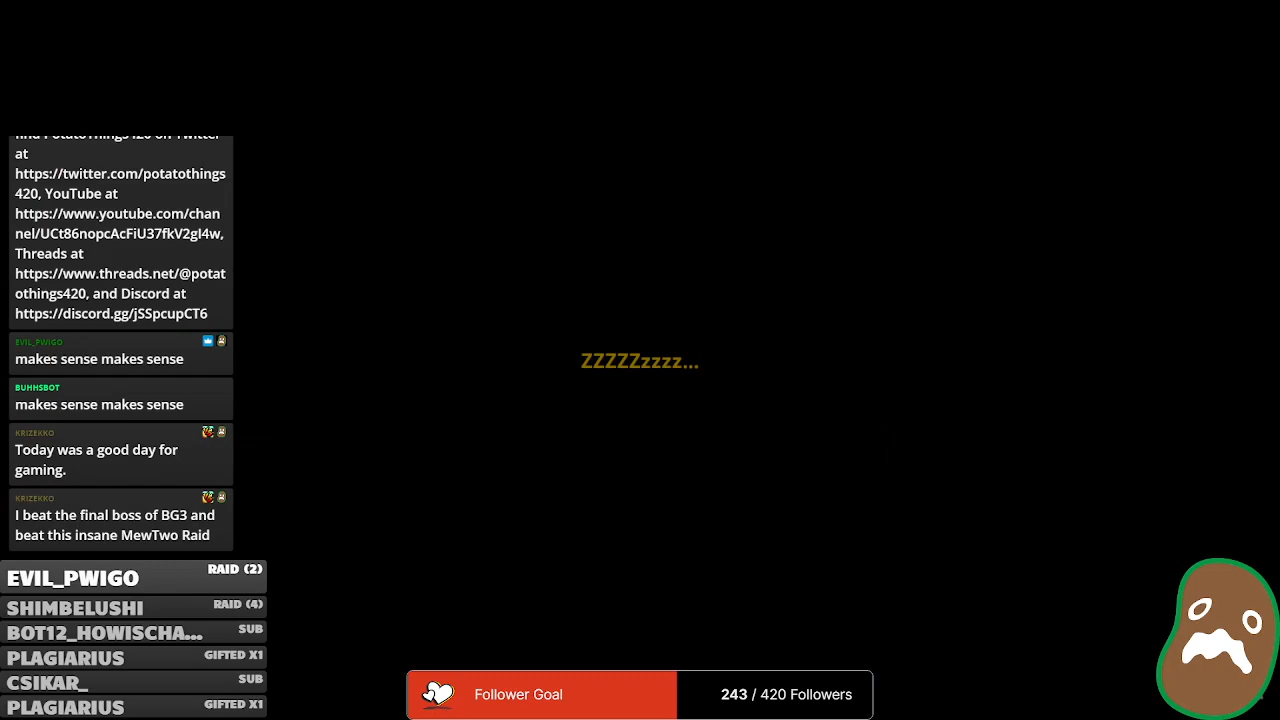 find PotatoThings420 on Twitter
at
https://twitter.com/potatothings
420, YouTube at
https://www.youtube.com/chan
nel/UCt86nopcAcFiU37fkV2gI4w,
Threads at
https://www.threads.net/@potat
othings420, and Discord at
https://discord.gg/jSSpcupCT6
EVIL_PWIGO
makes sense makes sense
BUHHSBOT
makes sense makes sense
KRIZEKKO
Today was a good day for
gaming.
KRIZEKKO
I beat the final boss of BG3 and
beat this insane MewTwo Raid
EVIL_PWIGO RAID (2)
SHIMBELUSHI RAID (4)
BOT12_HOWISCHA... SUB
PLAGIARIUS GIFTED X1
CSIKAR_ SUB
PLAGIARIUS GIFTED X1
ZZZZZzzzz...
Follower Goal 243 / 420 Followers